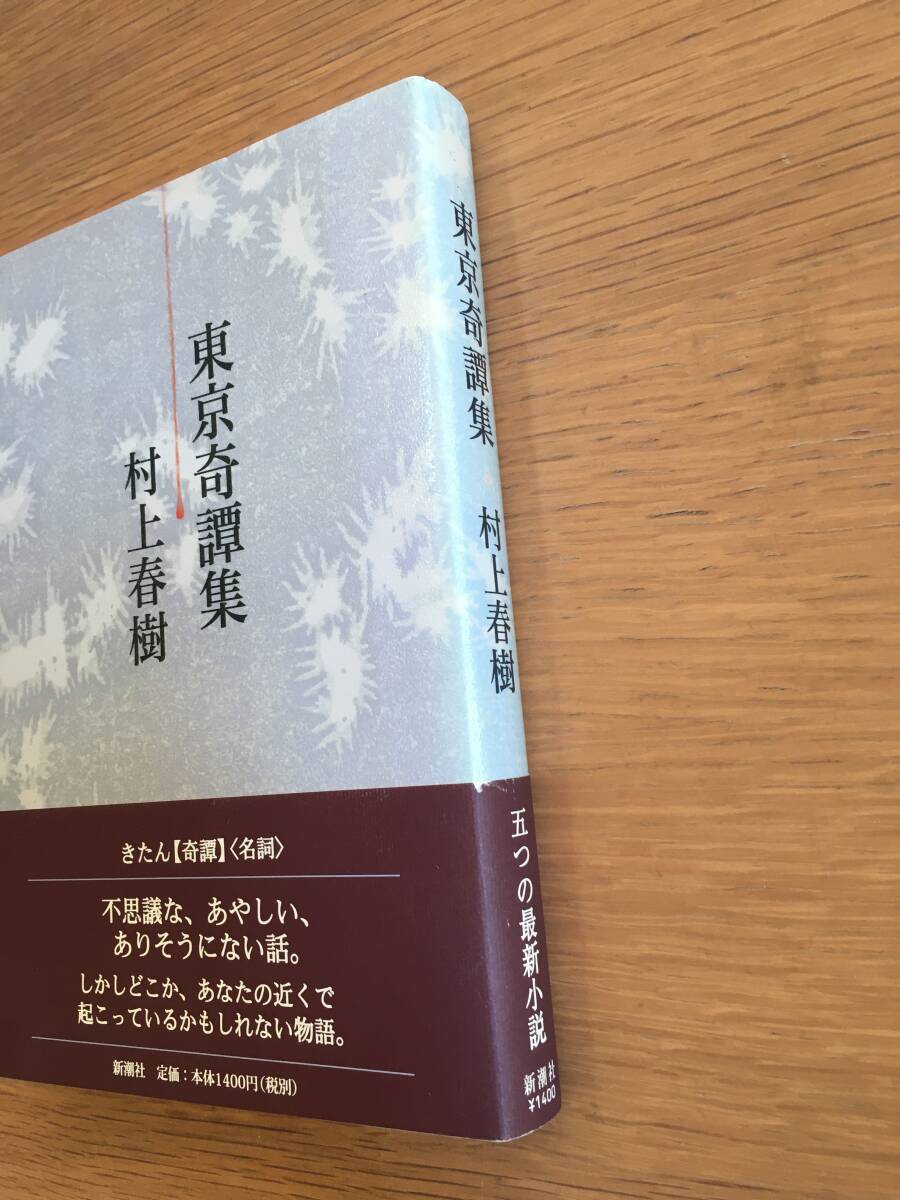 東京奇譚集
村上春樹
きたん【奇譚】〈名詞〉
不思議な、あやしい、
ありそうにない話。
しかしどこか、あなたの近くで
起こっているかもしれない物語。
新潮社 定価:本体1400円(税別)
東京奇譚集 村上春樹
五つの最新小説
新潮社
¥1400